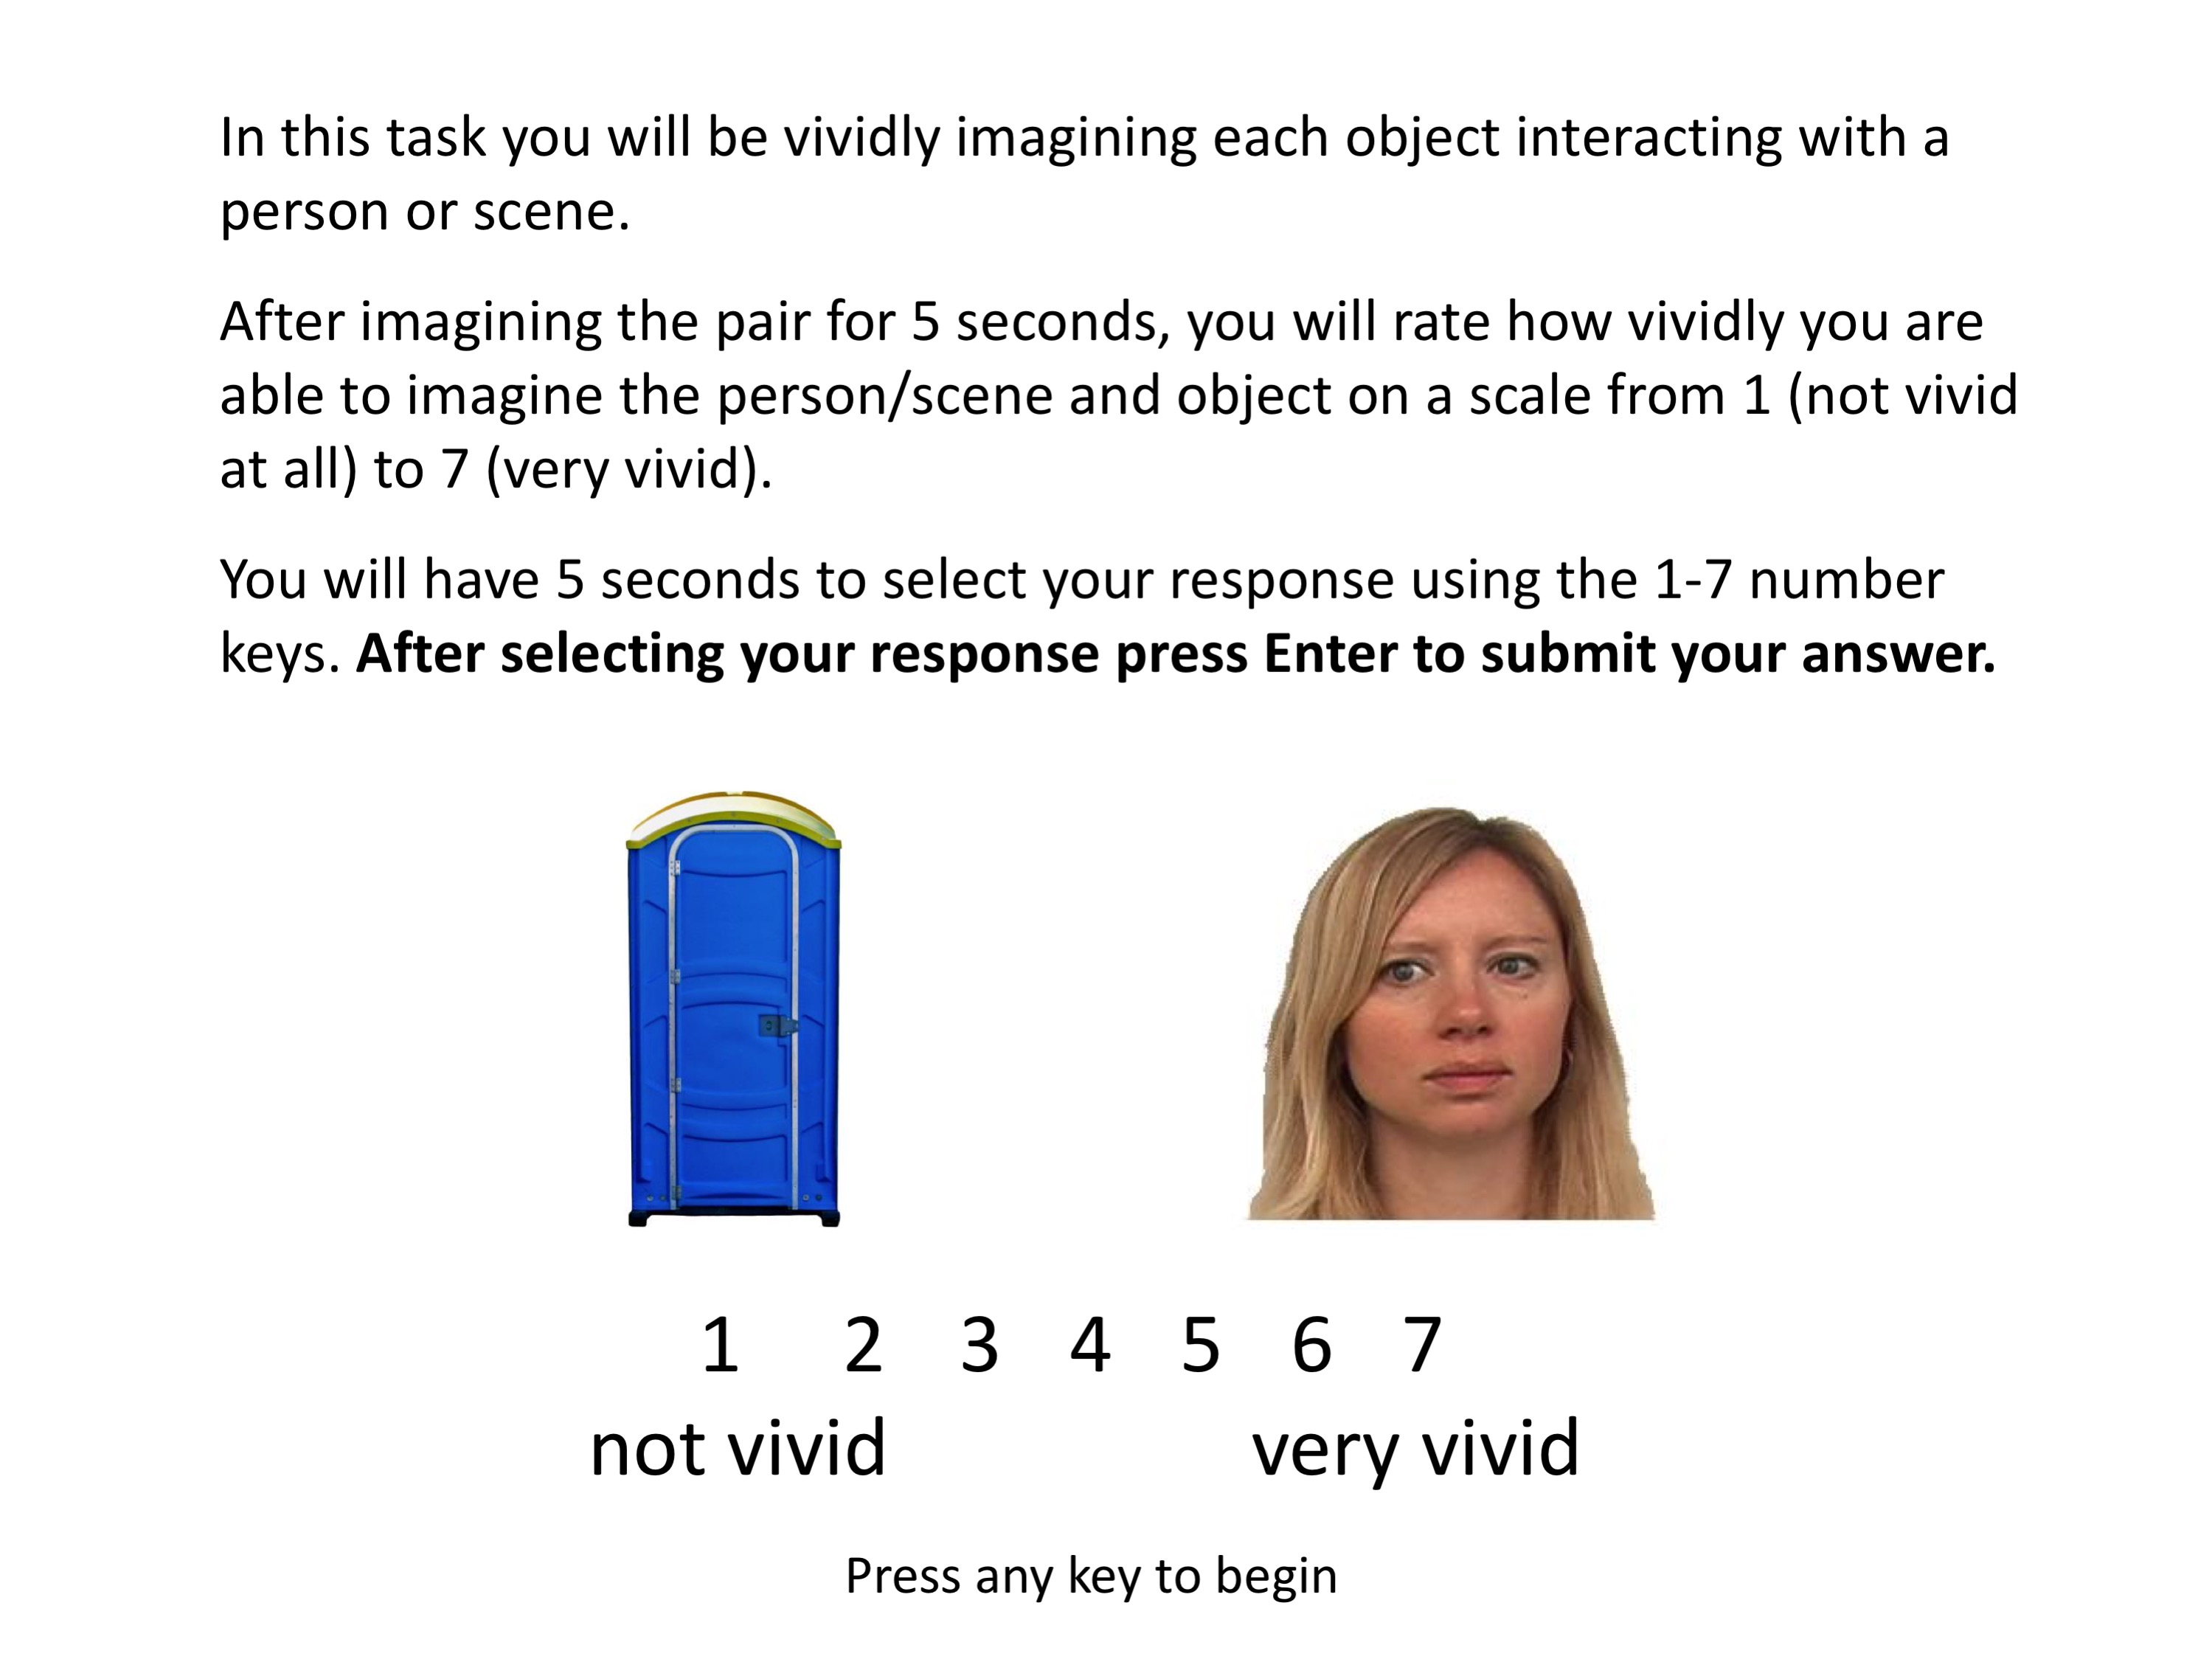 In this task you will be vividly imagining each object interacting with a
person or scene.
After imagining the pair for 5 seconds, you will rate how vividly you are
able to imagine the person/scene and object on a scale from 1 (not vivid
at all) to 7 (very vivid).
You will have 5 seconds to select your response using the 1-7 number
keys. After selecting your response press Enter to submit your answer.
1 2 3 4 5 6 7
not vivid very vivid
Press any key to begin